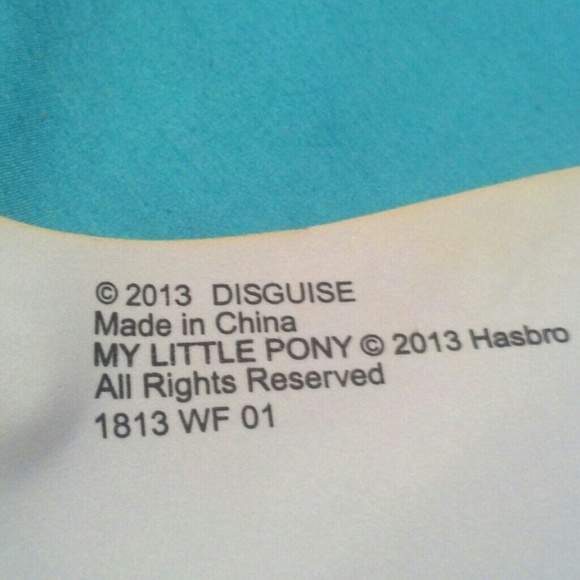 © 2013 DISGUISE
Made in China
MY LITTLE PONY © 2013 Hasbro
All Rights Reserved
1813 WF 01